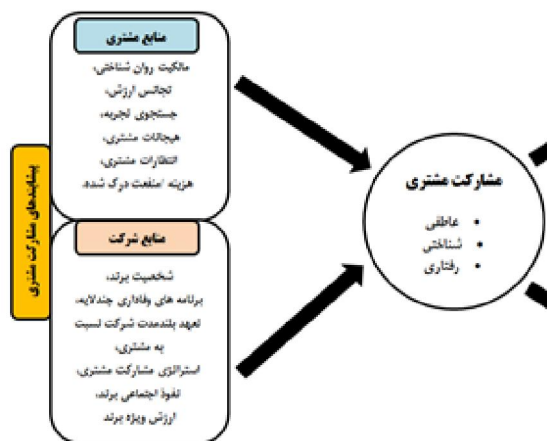 پیشایندهای مشارکت مشتری
منابع مشتری
مالکیت روان شناختی،
تجانس ارزش،
جستجوی تجربه،
هیجانات مشتری،
انتظارات مشتری،
هزینه /منفعت درک شده.
منابع شرکت
شخصیت برند،
برنامه های وفاداری چندلایه،
تعهد بلندمدت شرکت نسبت
به مشتری،
استراتژی مشارکت مشتری،
نفوذ اجتماعی برند،
ارزش ویژه برند
مشارکت مشتری
• عاطفی
• شناختی
• رفتاری